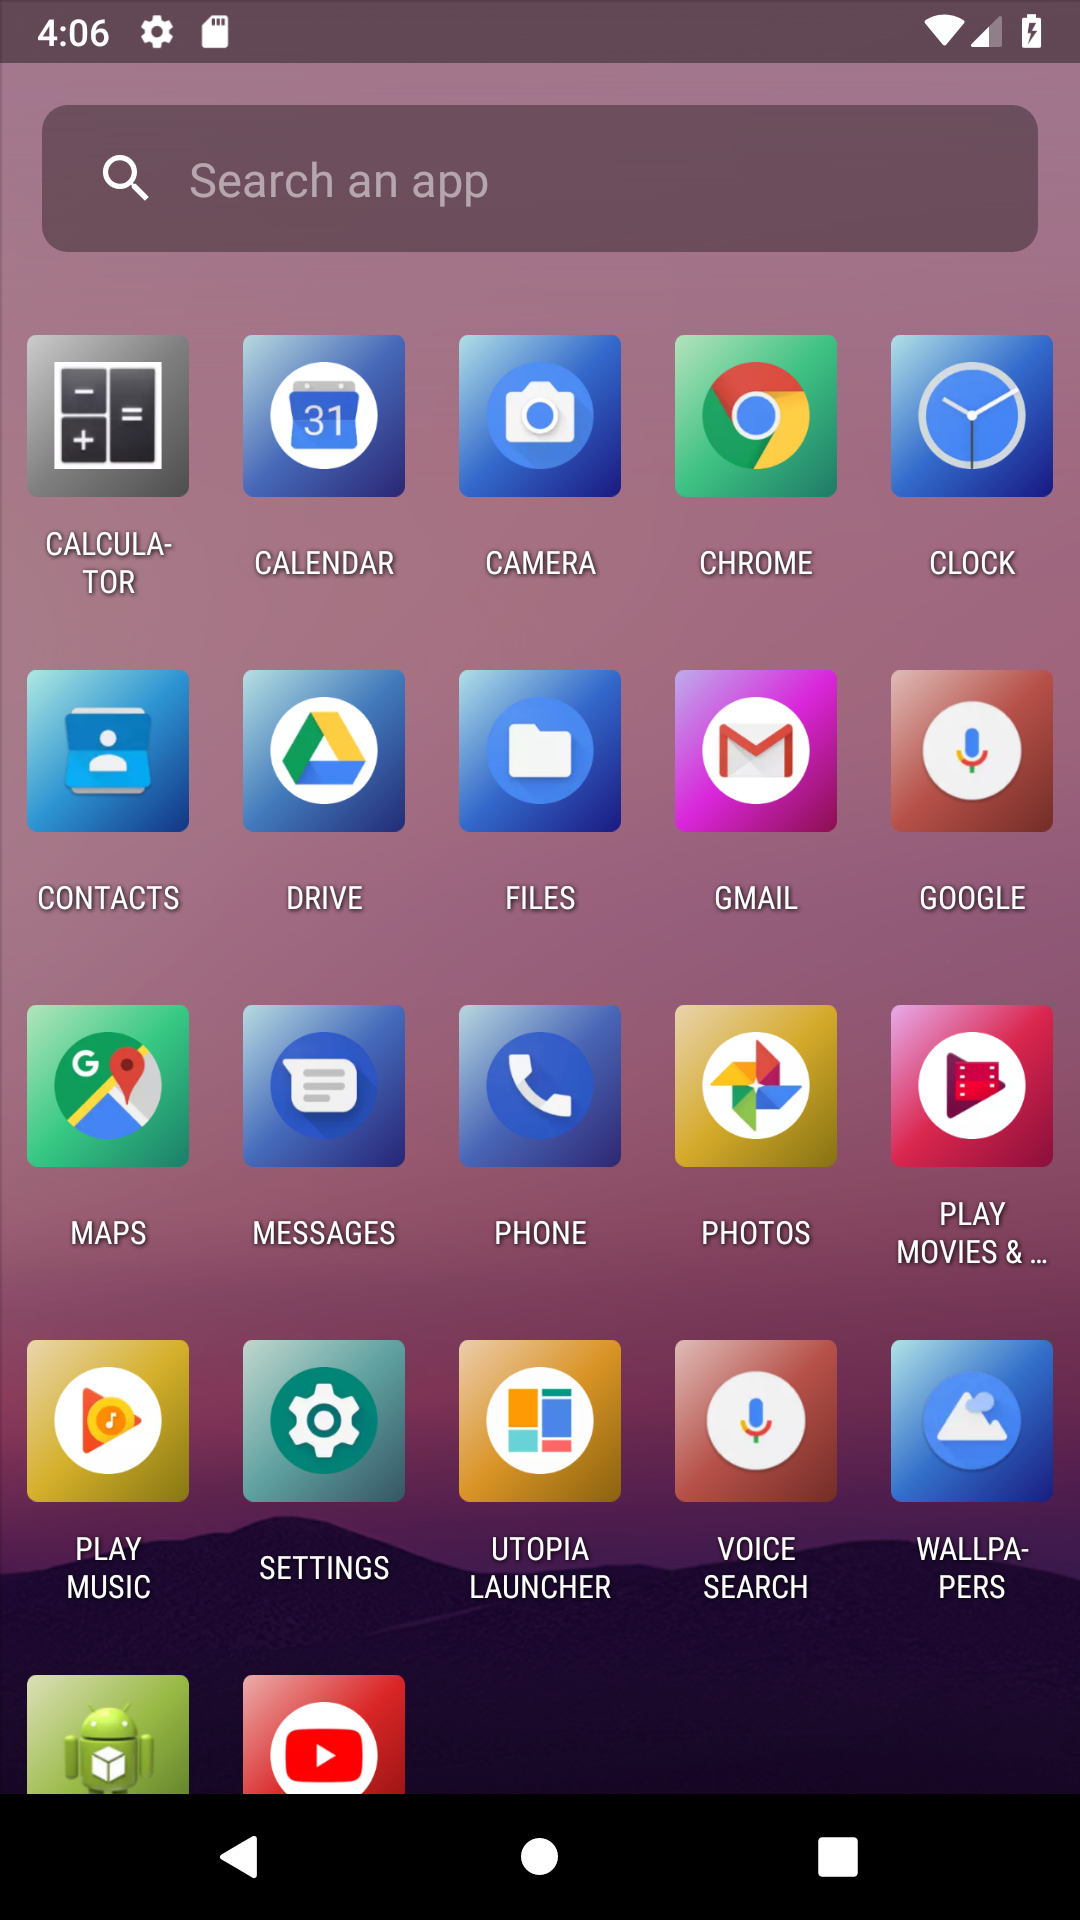 4:06
Search an app
31
CALCULA-
TOR
CALENDAR
CAMERA
CHROME
CLOCK
CONTACTS
DRIVE
FILES
GMAIL
GOOGLE
G
MAPS
MESSAGES
PHONE
PHOTOS
PLAY
MOVIES & ...
PLAY
MUSIC
SETTINGS
UTOPIA
LAUNCHER
VOICE
SEARCH
WALLPA-
PERS